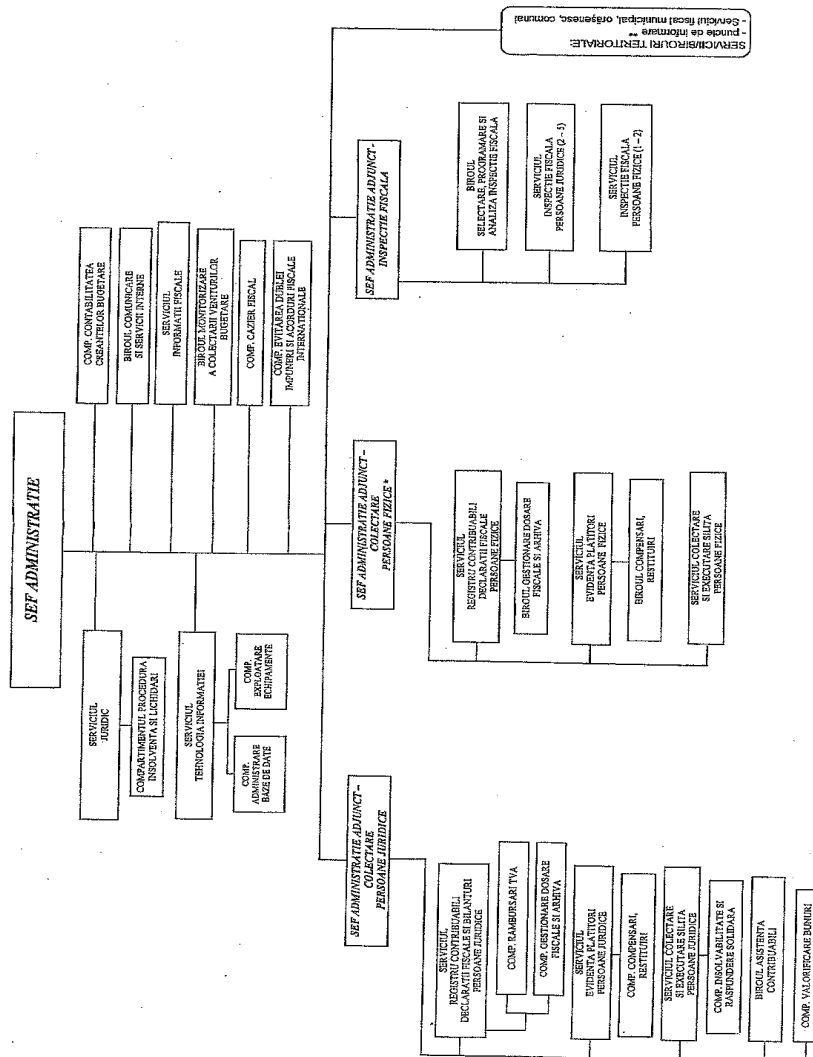 SEF ADMINISTRATIE
SERVICIUL
JURIDIC
COMPARTIMENTUL PROCEDURA
INSOLVENTA SI LICHIDARI
SERVICIUL
TEHNOLOGIA INFORMATIEI
COMP.
ADMINISTRARE
BAZE DE DATE
COMP.
EXPLOATARE
ECHIPAMENTE
COMP. CONTABILITATEA
CREANTELOR BUGETARE
BIROUL COMUNICARE
SI SERVICII INTERNE
SERVICIUL
INFORMATII FISCALE
BIROUL MONITORIZARE
A COLECTARII VENITURILOR
BUGETARE
COMP. CAZIER FISCAL
COMP. EVITAREA DUBLEI
IMPUNERI SI ACORDURI FISCALE
INTERNATIONALE
SEF ADMINISTRATIE ADJUNCT –
COLECTARE
PERSOANE JURIDICE
SERVICIUL
REGISTRU CONTRIBUABILI
DECLARATII FISCALE SI BILANTURI
PERSOANE JURIDICE
COMP. RAMBURSARI TVA
COMP. GESTIONARE DOSARE
FISCALE SI ARHIVA
SERVICIUL
EVIDENTA PLATITORI
PERSOANE JURIDICE
COMP. COMPENSARI,
RESTITUIRI
SERVICIUL COLECTARE
SI EXECUTARE SILITA
PERSOANE JURIDICE
COMP. INSOLVABILITATE SI
RASPUNDERE SOLIDARA
BIROUL ASISTENTA
CONTRIBUABILI
COMP. VALORIFICARE BUNURI
SEF ADMINISTRATIE ADJUNCT –
COLECTARE
PERSOANE FIZICE *
SERVICIUL
REGISTRU CONTRIBUABILI
DECLARATII FISCALE
PERSOANE FIZICE
BIROUL GESTIONARE DOSARE
FISCALE SI ARHIVA
SERVICIUL
EVIDENTA PLATITORI
PERSOANE FIZICE
BIROUL COMPENSARI,
RESTITUIRI
SERVICIUL COLECTARE
SI EXECUTARE SILITA
PERSOANE FIZICE
SEF ADMINISTRATIE ADJUNCT -
INSPECTIE FISCALA
BIROUL
SELECTARE, PROGRAMARE SI
ANALIZA INSPECTIE FISCALA
SERVICIUL
INSPECTIE FISCALA
PERSOANE JURIDICE (2 – 5)
SERVICIUL
INSPECTIE FISCALA
PERSOANE FIZICE (1 – 2)
SERVICII/BIROURI TERITORIALE:
- puncte de informare **
- Serviciul fiscal municipal, orăşenesc, comunal